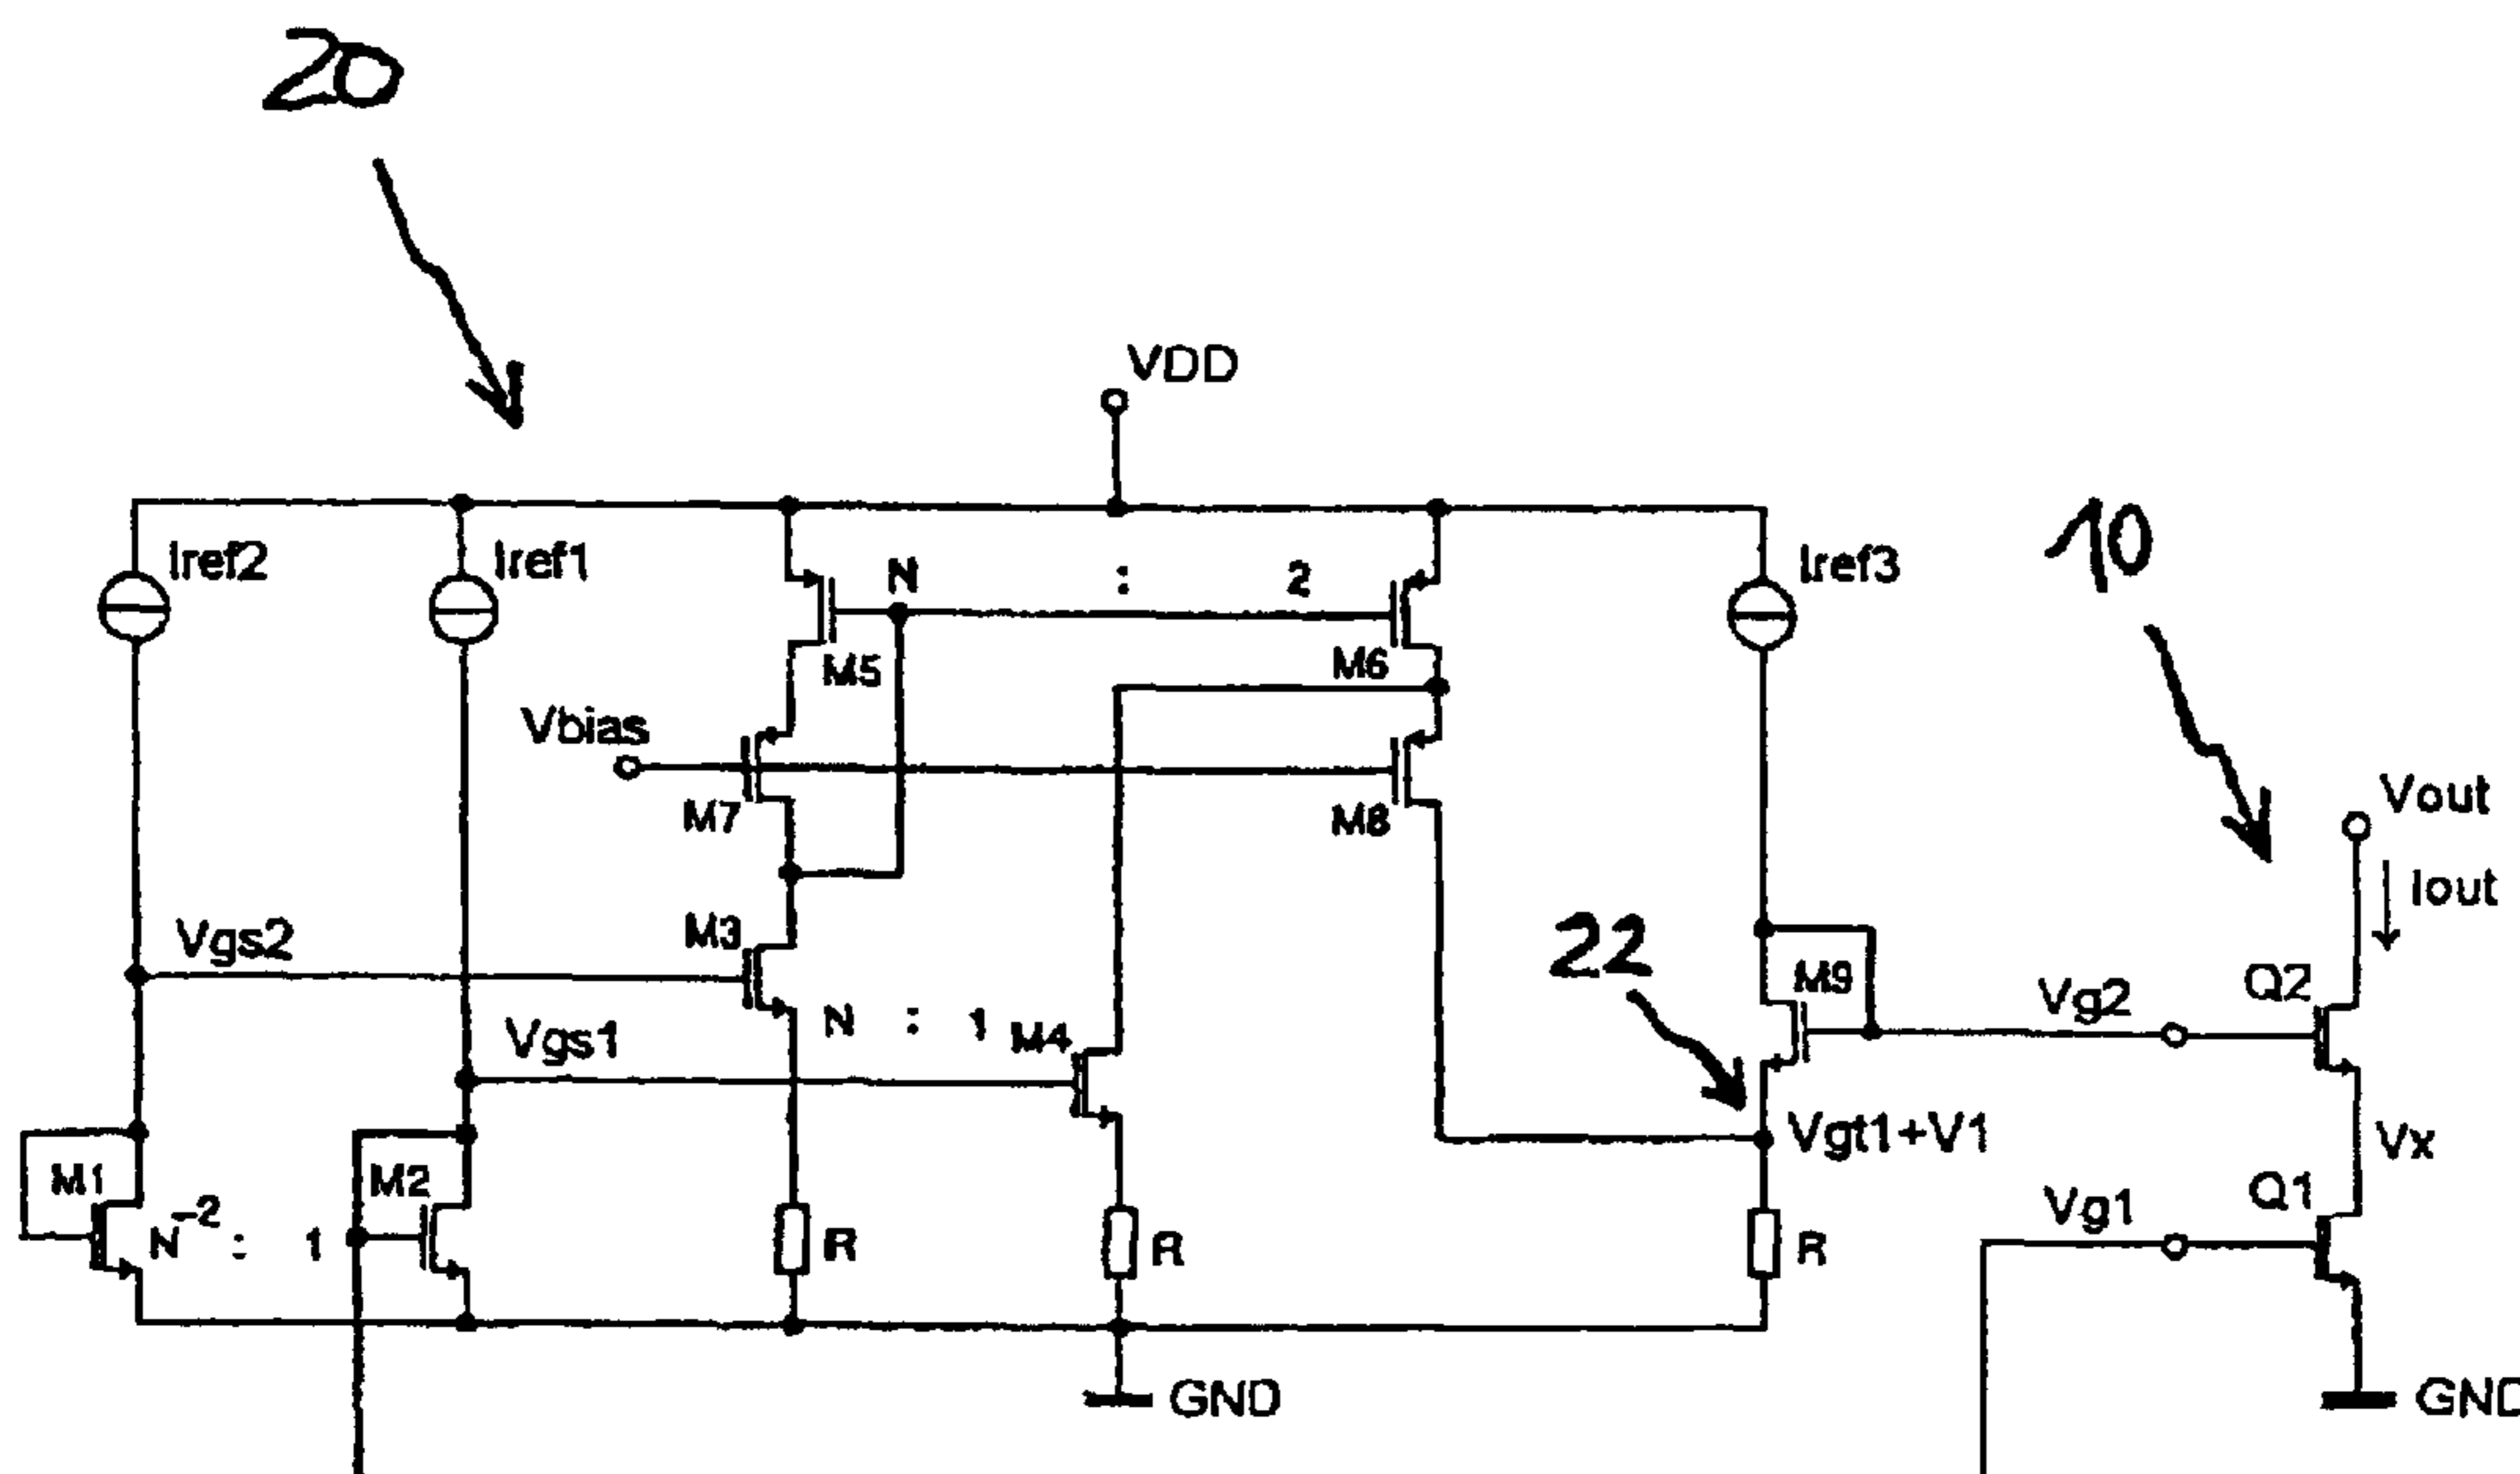 20
VDD
Iref2
Iref1
N : 2
Iref3
10
M5
M6
Vbias
Vout
M7
M8
Iout
Vgs2
M3
22
M9
Vg2
Q2
N : 1
M4
Vgs1
Vgt1+V1
Vx
M1
M2
N-2 : 1
R
R
R
Vg1
Q1
GND
GND